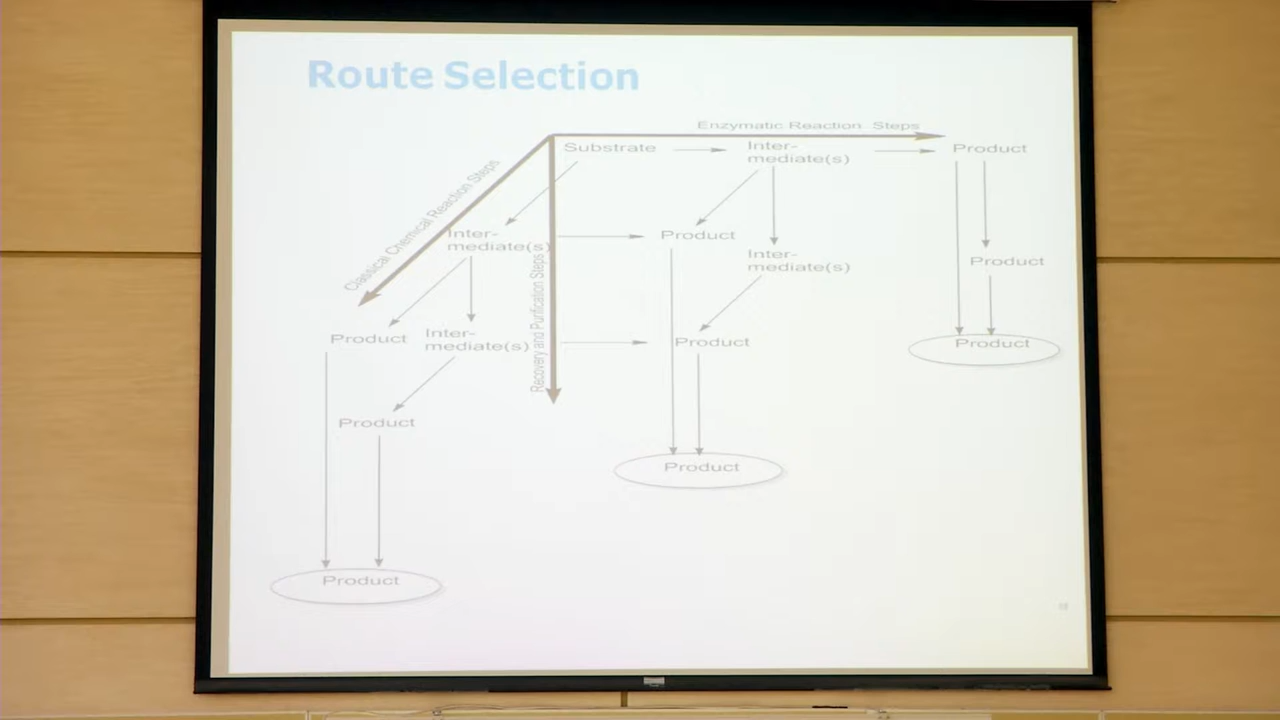 Route Selection
Enzymatic Reaction Steps
Substrate
Inter-
mediate(s)
Product
Classical Chemical Reaction Steps
Inter-
mediate(s)
Product
Inter-
mediate(s)
Product
Recovery and Purification Steps
Product
Inter-
mediate(s)
Product
Product
Product
Product
Product